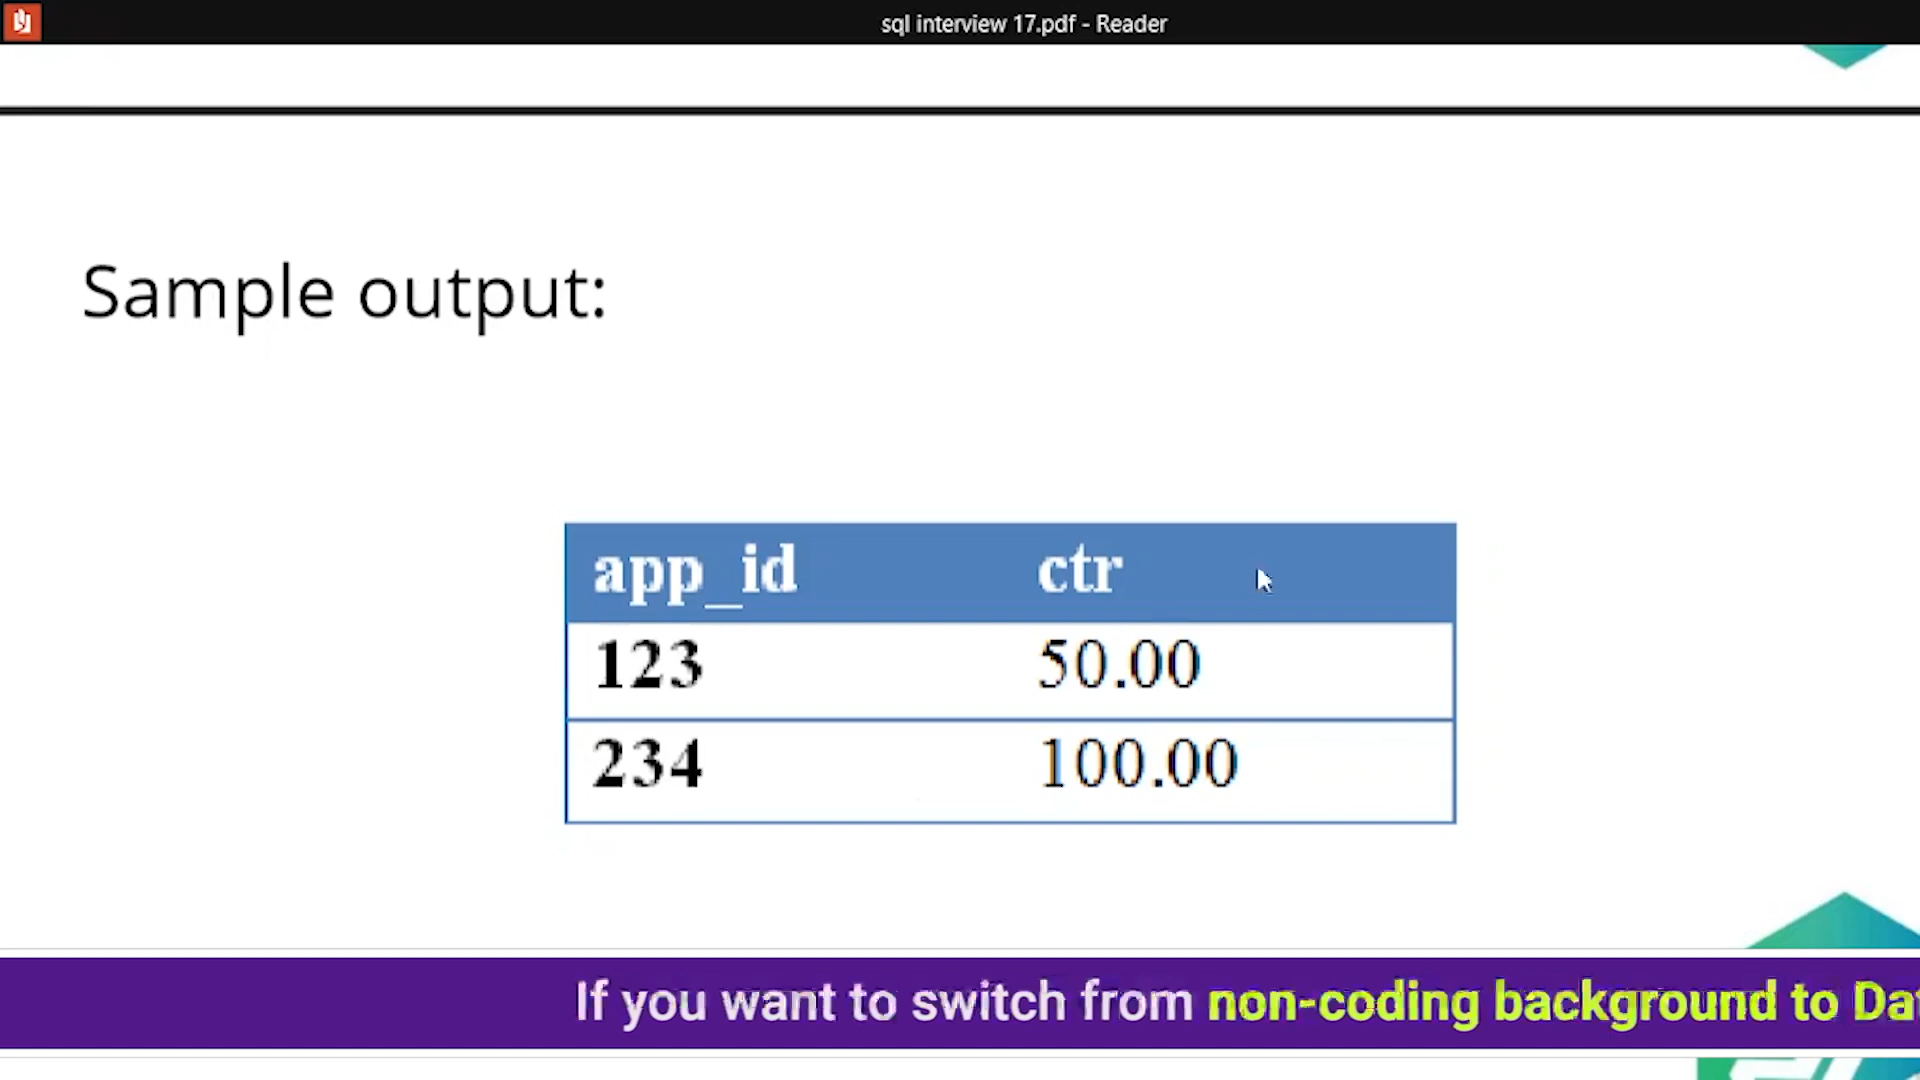 sql interview 17.pdf - Reader
Sample output:
app_id ctr
123 50.00
234 100.00
If you want to switch from non-coding background to